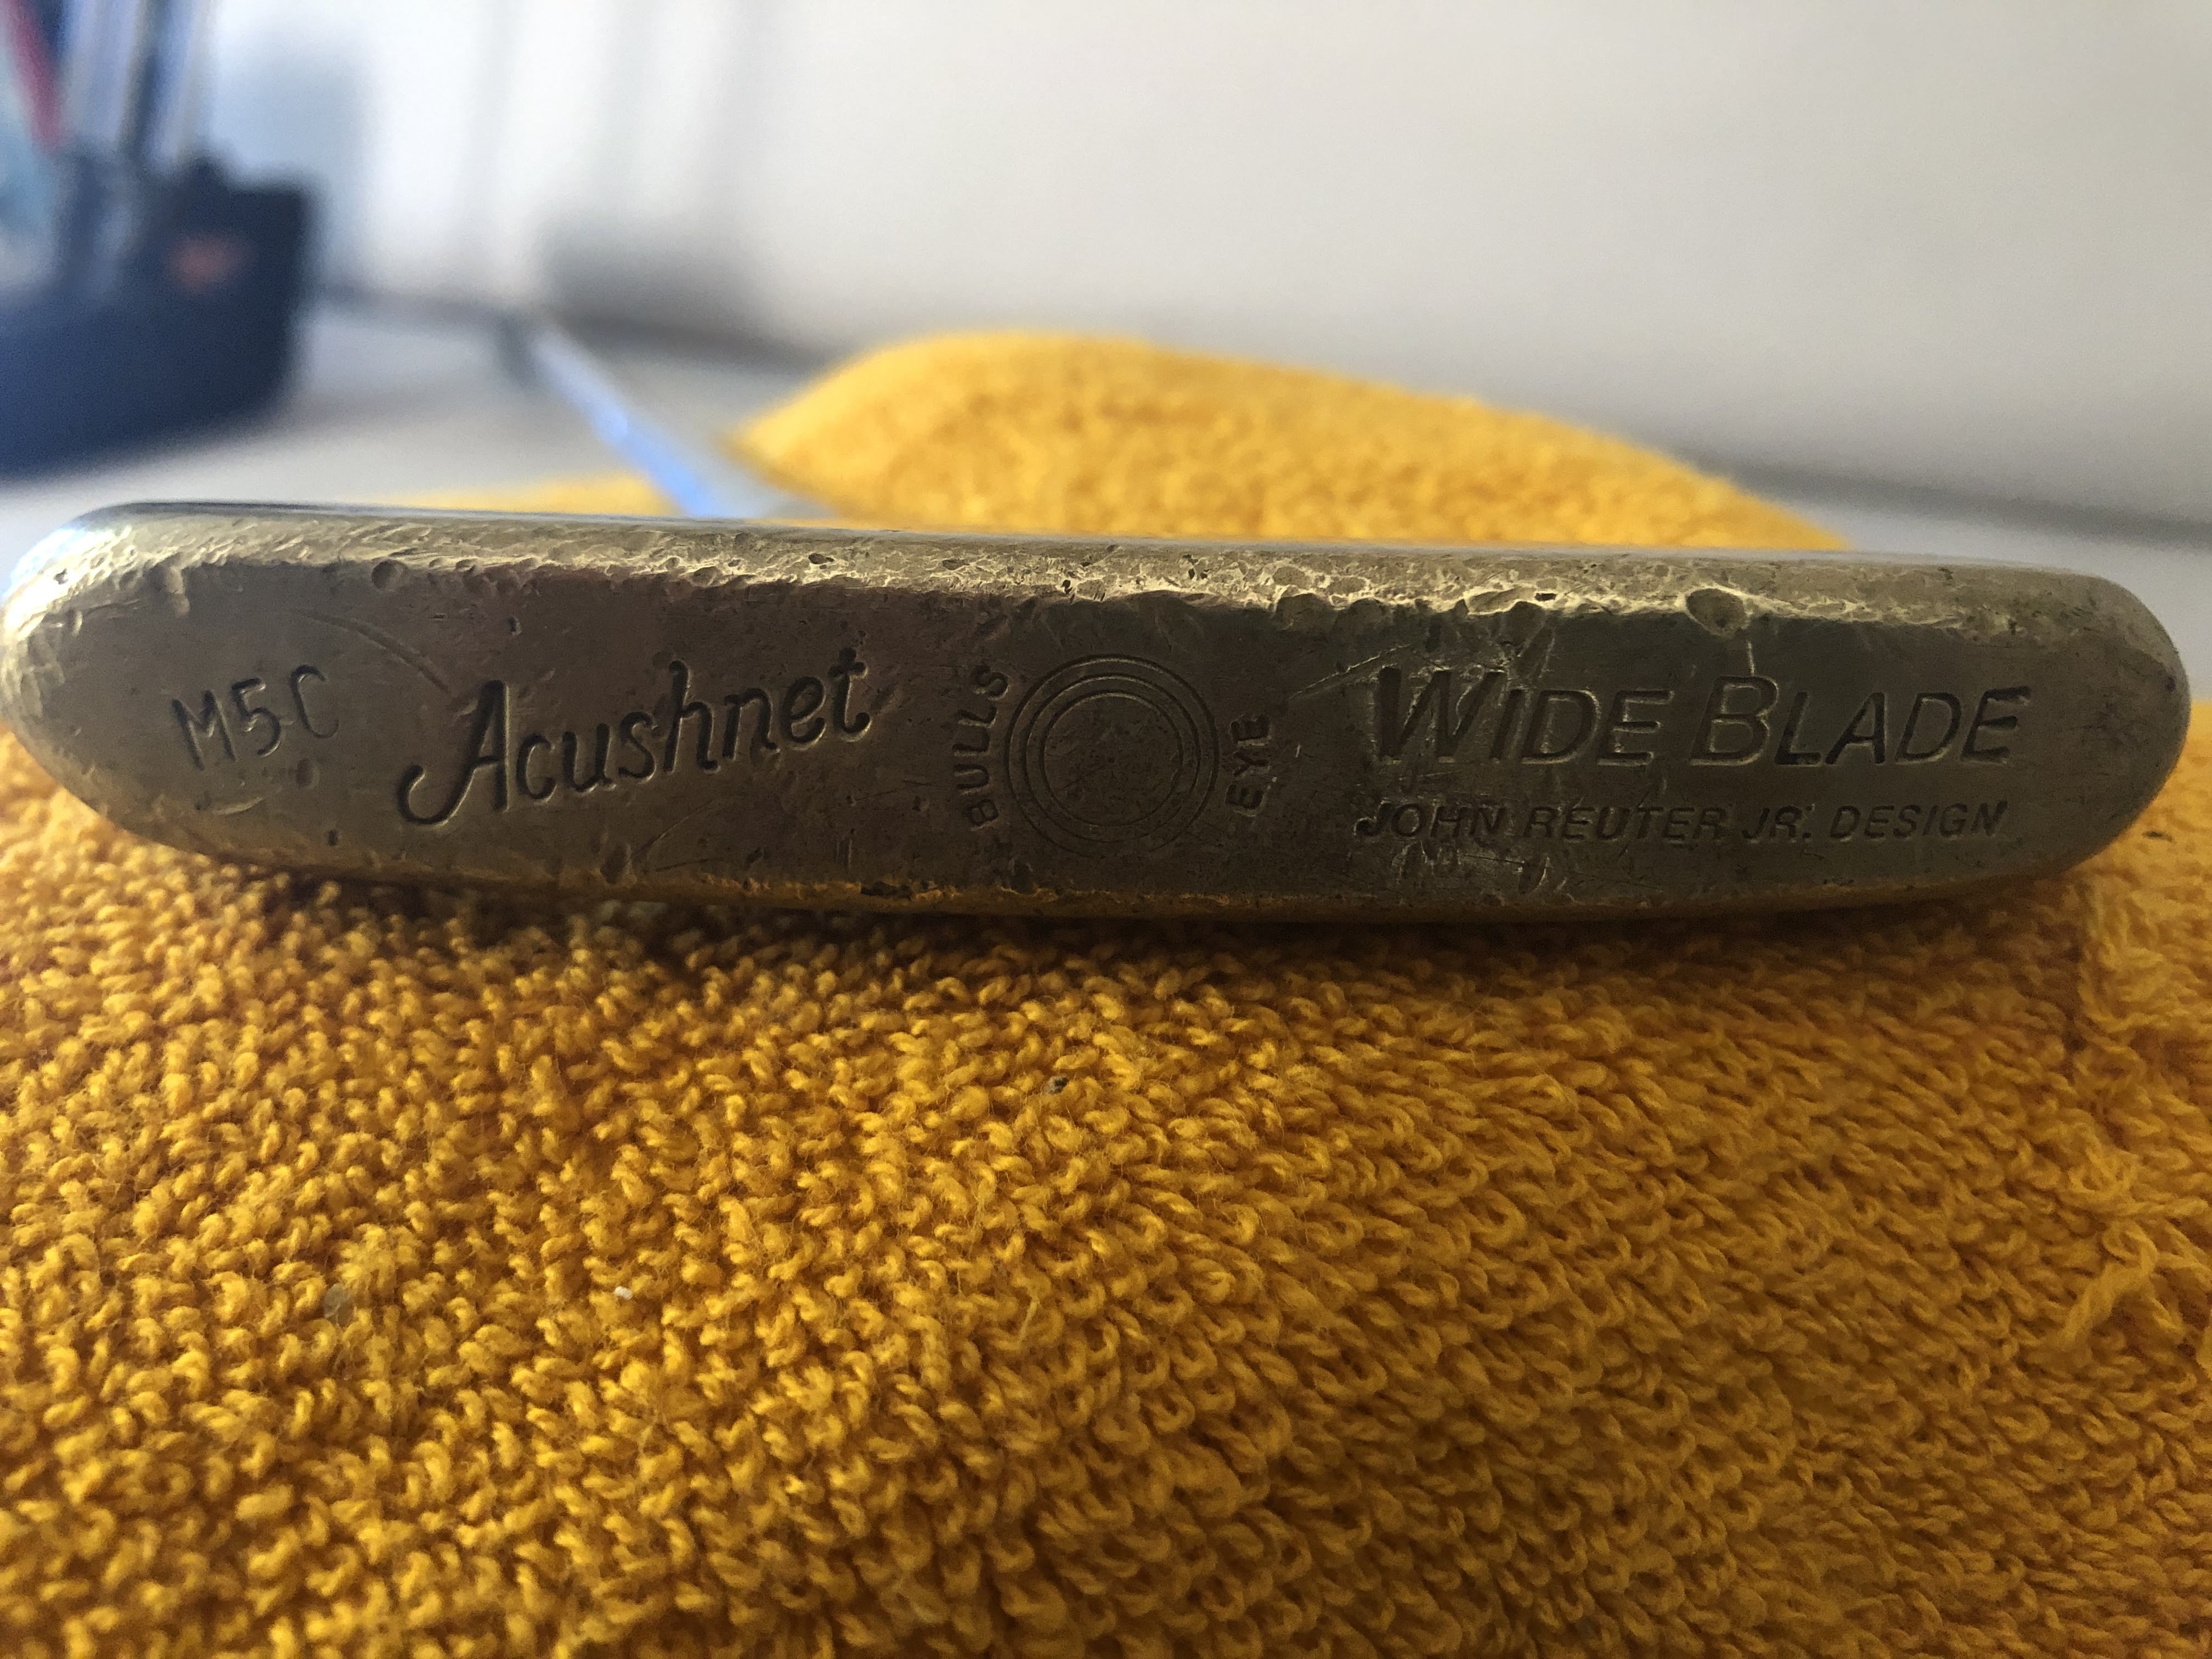 M5C
Acushnet
BULLS EYE
WIDE BLADE
JOHN REUTER JR. DESIGN